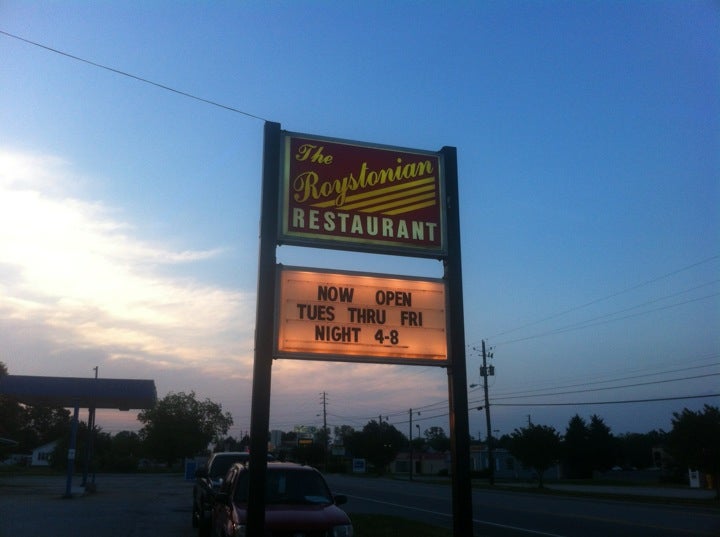 The
Roystonian
RESTAURANT
NOW OPEN
TUES THRU FRI
NIGHT 4-8